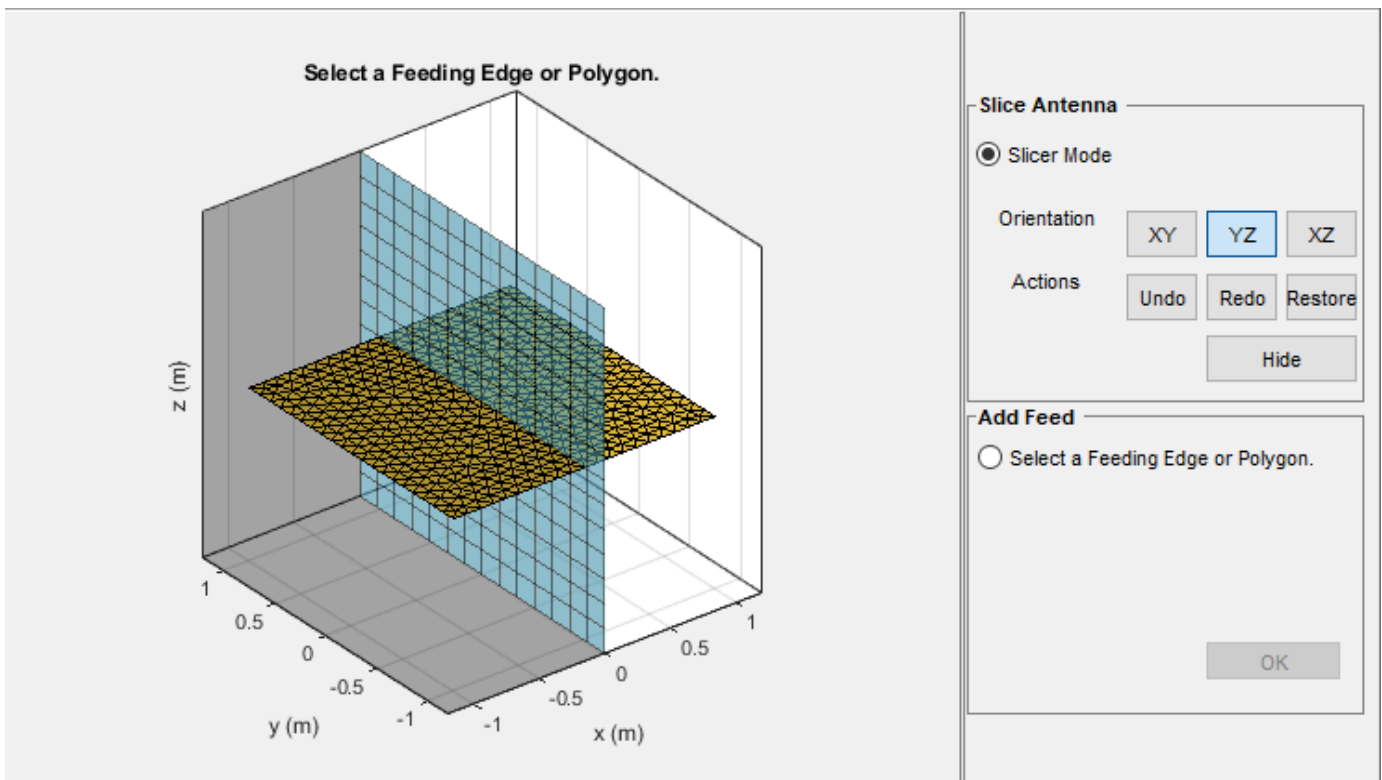 Select a Feeding Edge or Polygon.
z (m)
1
0.5
0
-0.5
-1
y (m)
-1
-0.5
0
0.5
1
x (m)
Slice Antenna
Slicer Mode
Orientation
XY YZ XZ
Actions
Undo Redo Restore
Hide
Add Feed
Select a Feeding Edge or Polygon.
OK